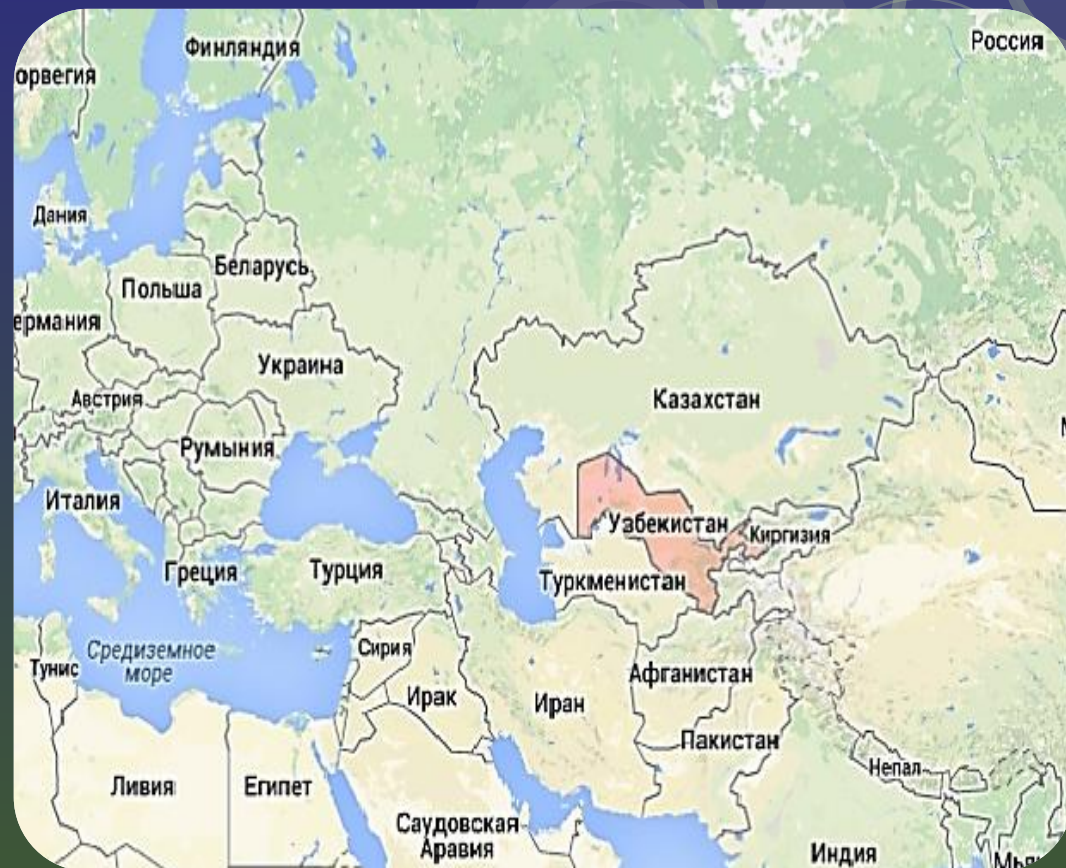 Финляндия
Россия
орвегия
Дания
Беларусь
Польша
ермания
Украина
Австрия
Казахстан
Румыния
Италия
Узбекистан
Киргизия
Греция
Турция
Туркменистан
Средиземное
море
Тунис
Сирия
Афганистан
Ирак
Иран
Пакистан
Непал
Ливия
Египет
Саудовская
Аравия
Индия